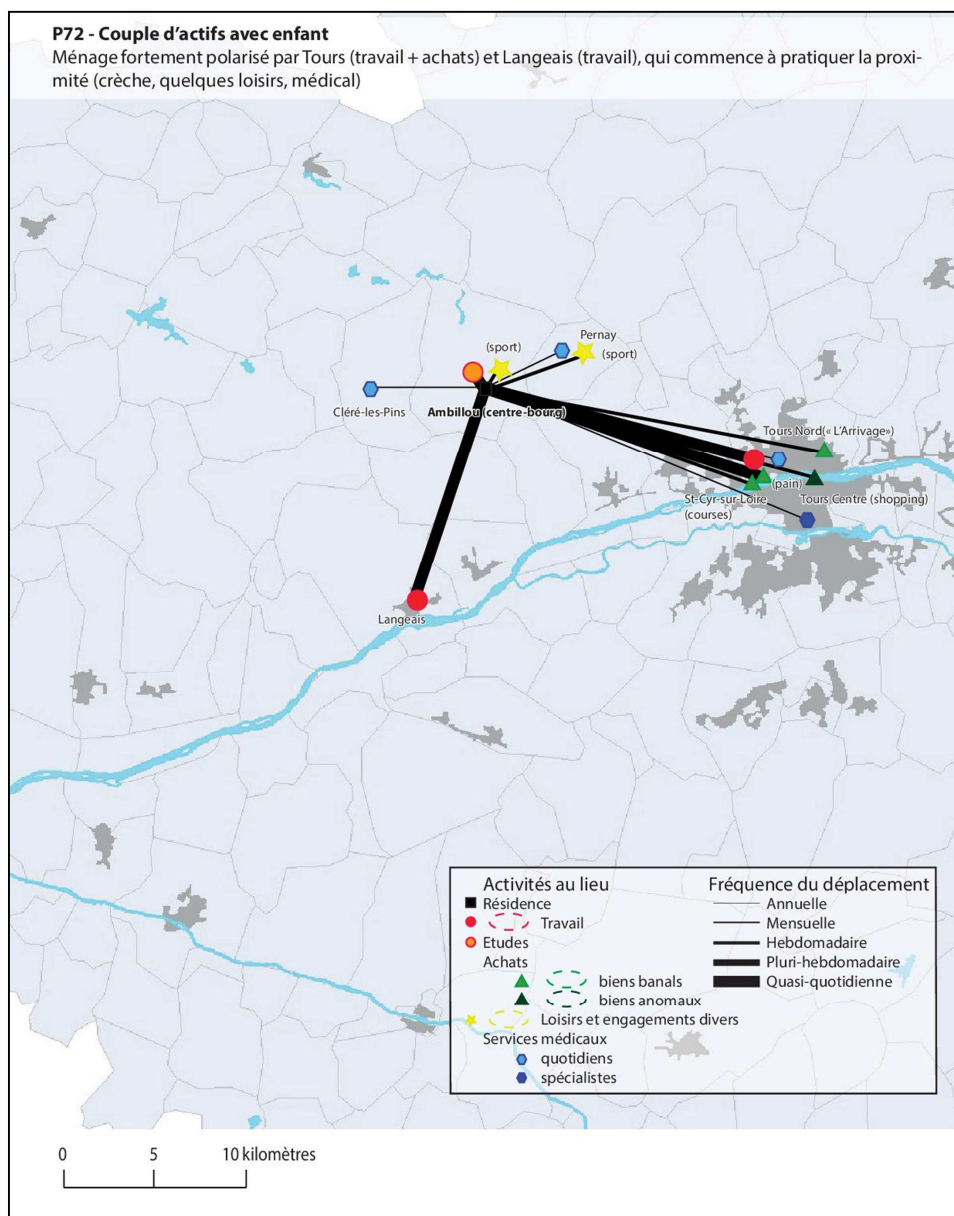 P72 - Couple d'actifs avec enfant
Ménage fortement polarisé par Tours (travail + achats) et Langeais (travail), qui commence à pratiquer la proxi-
mité (crèche, quelques loisirs, médical)
Pernay
(sport)
(sport)
Cléré-les-Pins
Ambillou (centre-bourg)
Tours Nord(« L'Arrivage»)
(pain)
St-Cyr-sur-Loire
(courses)
Tours Centre (shopping)
Langeais
Activités au lieu
Résidence
Travail
Etudes
Achats
biens banals
biens anomaux
Loisirs et engagements divers
Services médicaux
quotidiens
spécialistes
Fréquence du déplacement
Annuelle
Mensuelle
Hebdomadaire
Pluri-hebdomadaire
Quasi-quotidienne
0 5 10 kilomètres